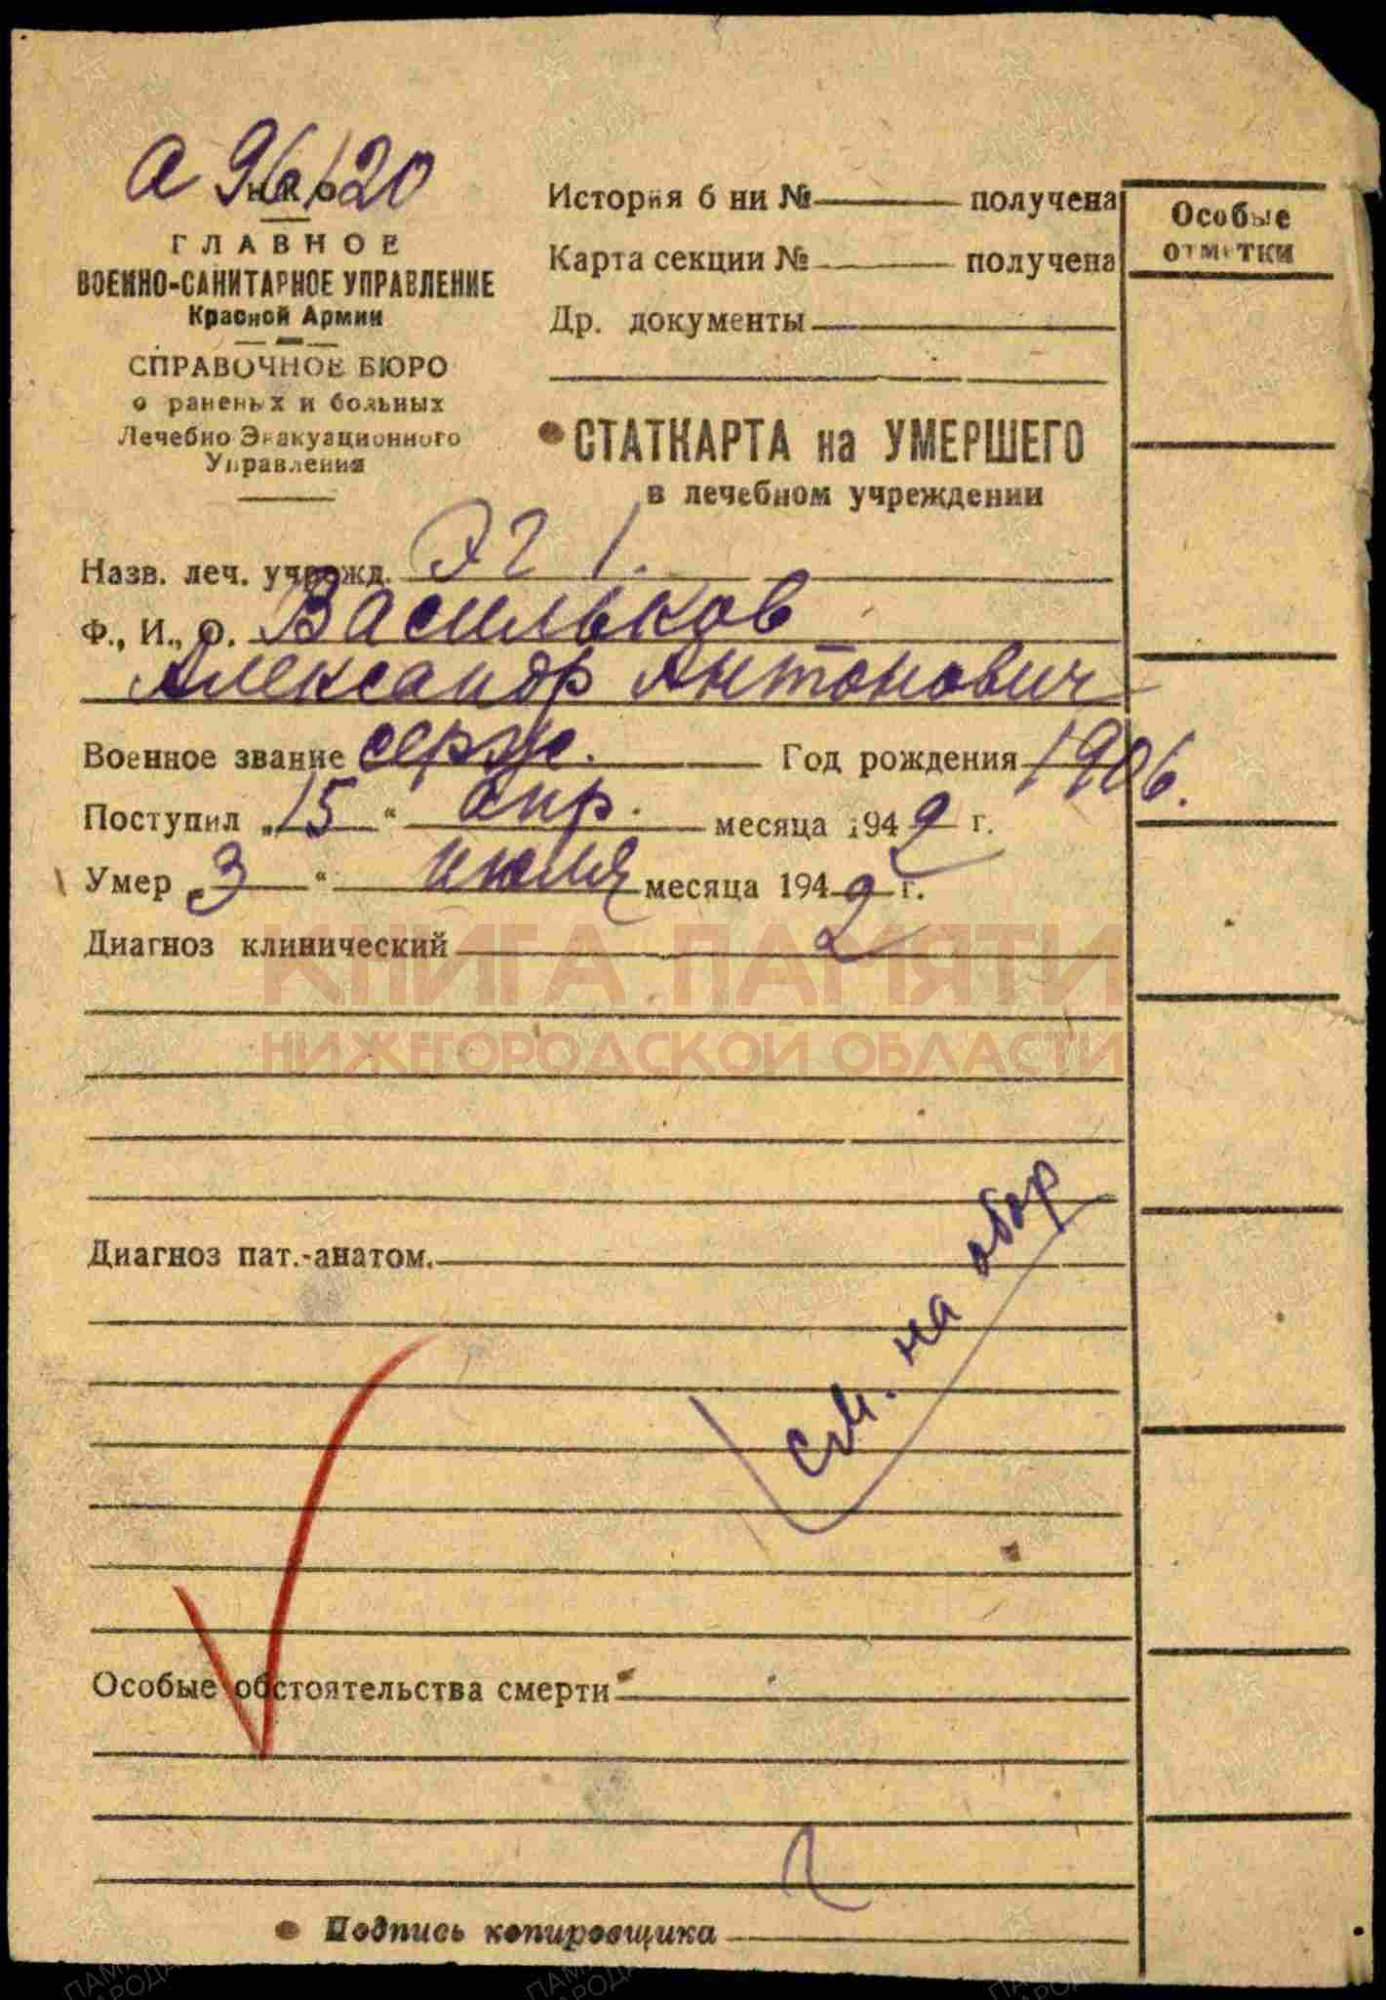 а 96/20
НКО
ГЛАВНОЕ
ВОЕННО-САНИТАРНОЕ УПРАВЛЕНИЕ
Красной Армии
СПРАВОЧНОЕ БЮРО
о раненых и больных
Лечебно Эвакуационного
Управления
История б ни № получена
Карта секции № получена
Др. документы
Особые
отметки
СТАТКАРТА на УМЕРШЕГО
в лечебном учреждении
Назв. леч. учрежд. ЭГ 1.
Ф., И., О. Васильков
Александр Антонович
Военное звание серж. Год рождения 1906.
Поступил „15“ апр. месяца 1942 г.
Умер „3“ июля месяца 1942 г.
Диагноз клинический
КНИГА ПАМЯТИ
НИЖЕГОРОДСКОЙ ОБЛАСТИ
Диагноз пат.-анатом.
см. на обор
Особые обстоятельства смерти
Подпись копировщика